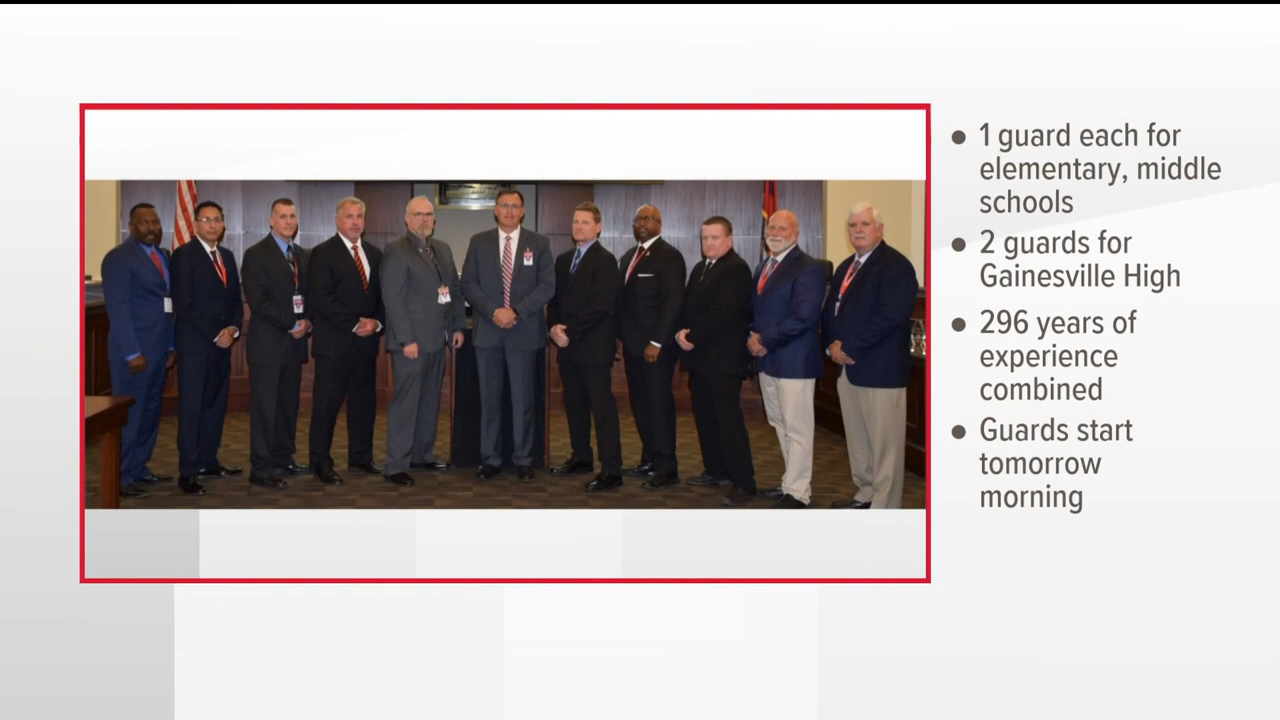 ● 1 guard each for
elementary, middle
schools
● 2 guards for
Gainesville High
● 296 years of
experience
combined
● Guards start
tomorrow
morning